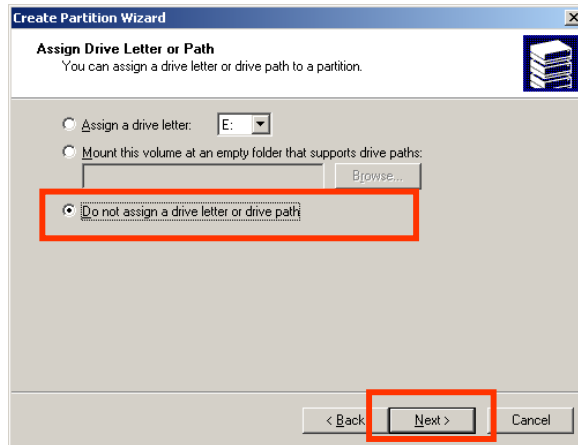 Create Partition Wizard
Assign Drive Letter or Path
You can assign a drive letter or drive path to a partition.
Assign a drive letter: E:
Mount this volume at an empty folder that supports drive paths:
Browse...
Do not assign a drive letter or drive path
< Back Next > Cancel